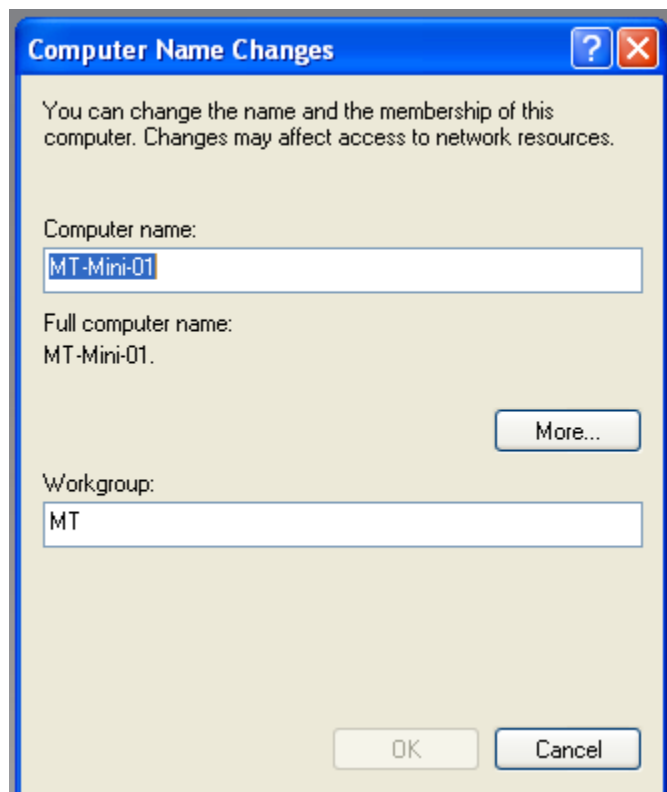 Computer Name Changes
You can change the name and the membership of this
computer. Changes may affect access to network resources.
Computer name:
MT-Mini-01
Full computer name:
MT-Mini-01.
More...
Workgroup:
MT
OK
Cancel